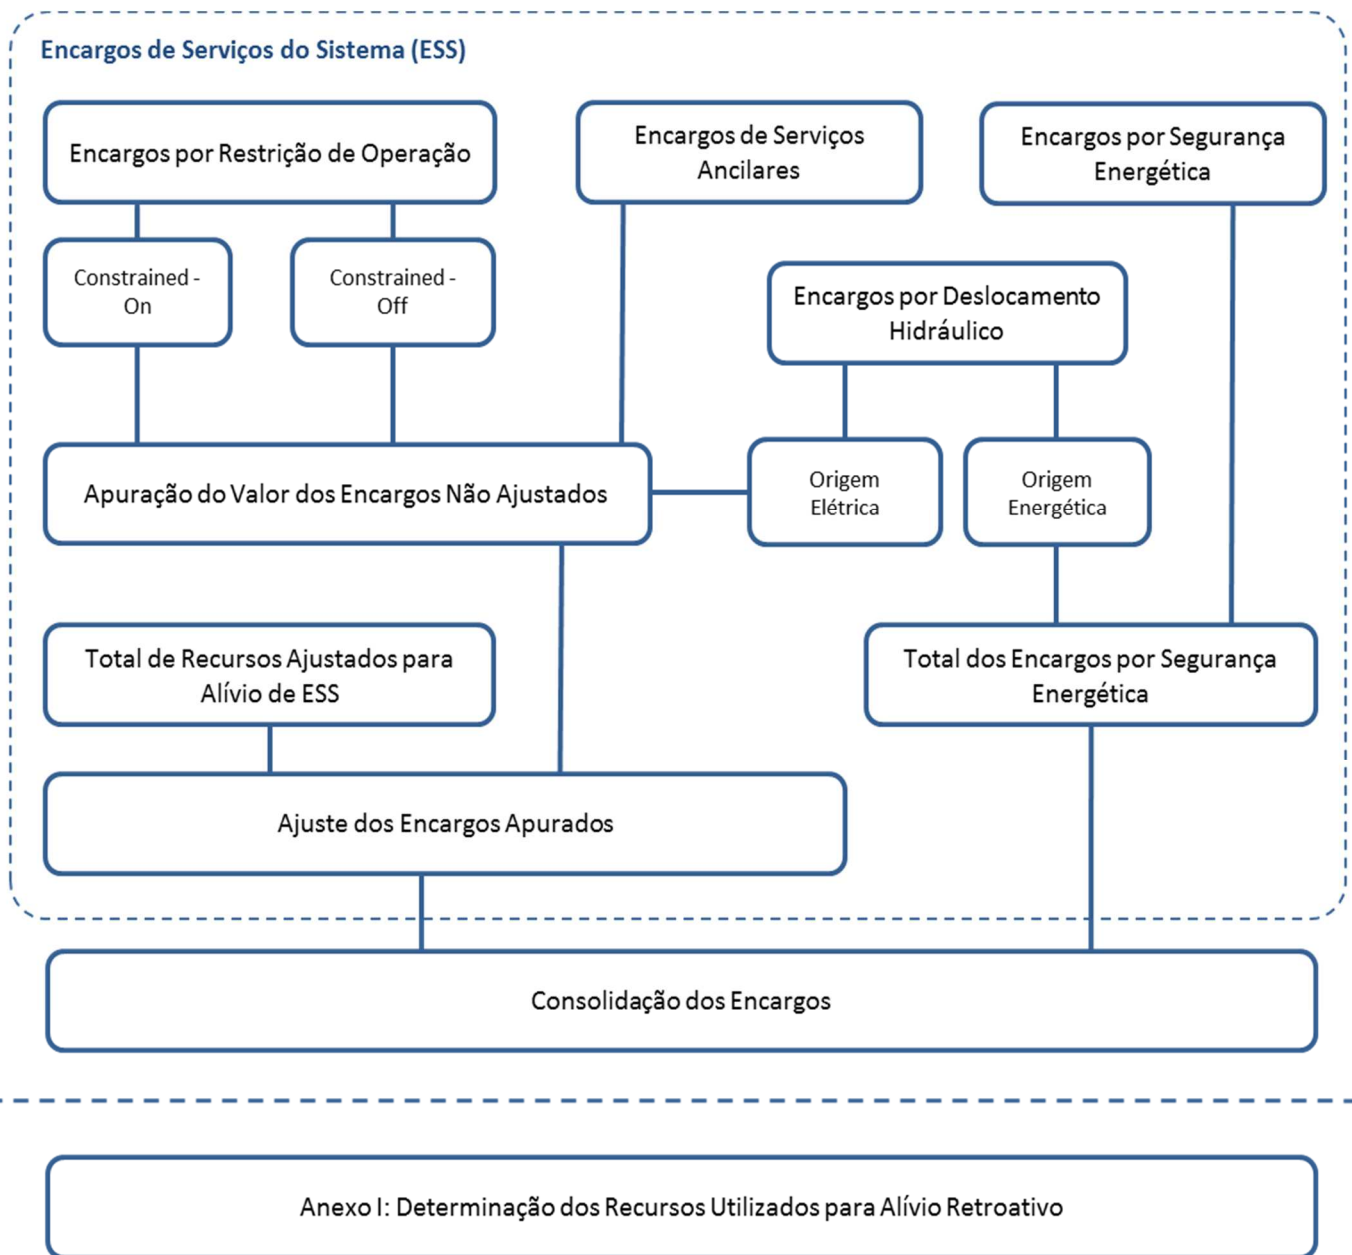 Encargos de Serviços do Sistema (ESS)
Encargos por Restrição de Operação
Encargos de Serviços
Ancilares
Encargos por Segurança
Energética
Constrained -
On
Constrained -
Off
Encargos por Deslocamento
Hidráulico
Apuração do Valor dos Encargos Não Ajustados
Origem
Elétrica
Origem
Energética
Total de Recursos Ajustados para
Alívio de ESS
Total dos Encargos por Segurança
Energética
Ajuste dos Encargos Apurados
Consolidação dos Encargos
Anexo I: Determinação dos Recursos Utilizados para Alívio Retroativo